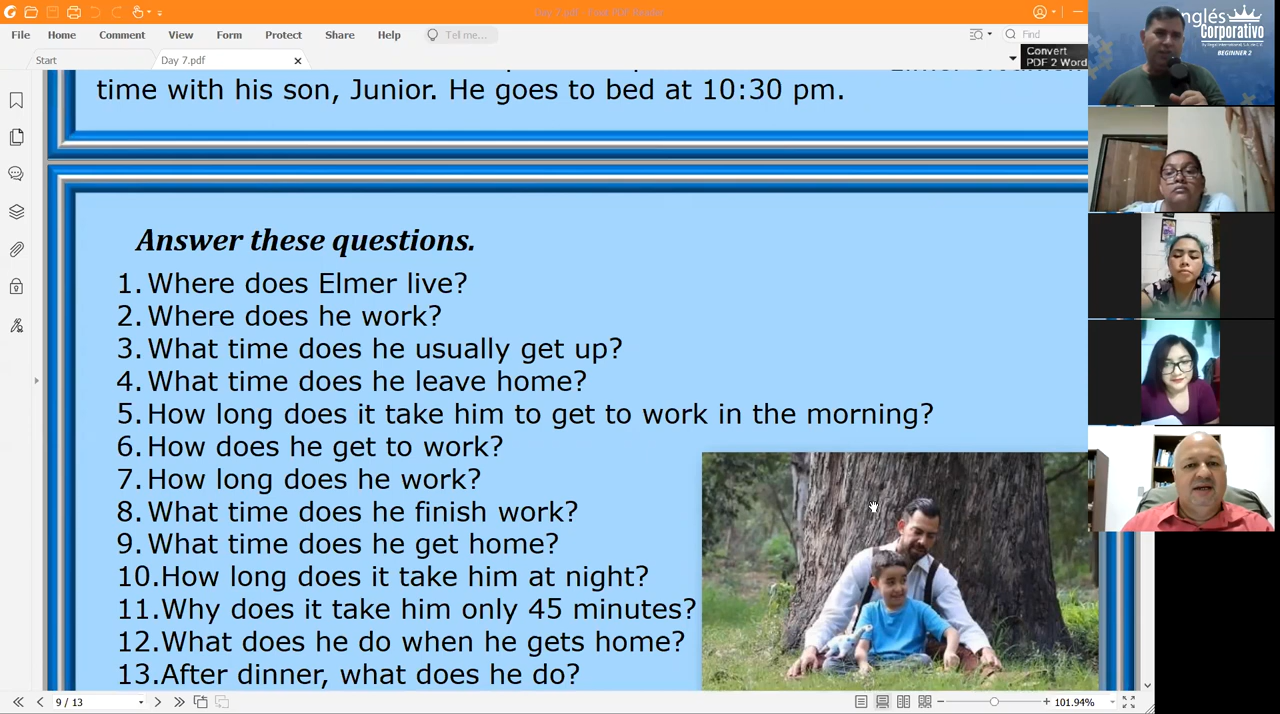 Day 7.pdf - Foxit PDF Reader
File Home Comment View Form Protect Share Help Tell me... Find
Start Day 7.pdf
Convert
PDF 2 Word
inglés
Corporativo
BEGINNER 2
time with his son, Junior. He goes to bed at 10:30 pm.
Answer these questions.
1. Where does Elmer live?
2. Where does he work?
3. What time does he usually get up?
4. What time does he leave home?
5. How long does it take him to get to work in the morning?
6. How does he get to work?
7. How long does he work?
8. What time does he finish work?
9. What time does he get home?
10.How long does it take him at night?
11.Why does it take him only 45 minutes?
12.What does he do when he gets home?
13.After dinner, what does he do?
9 / 13
101.94%